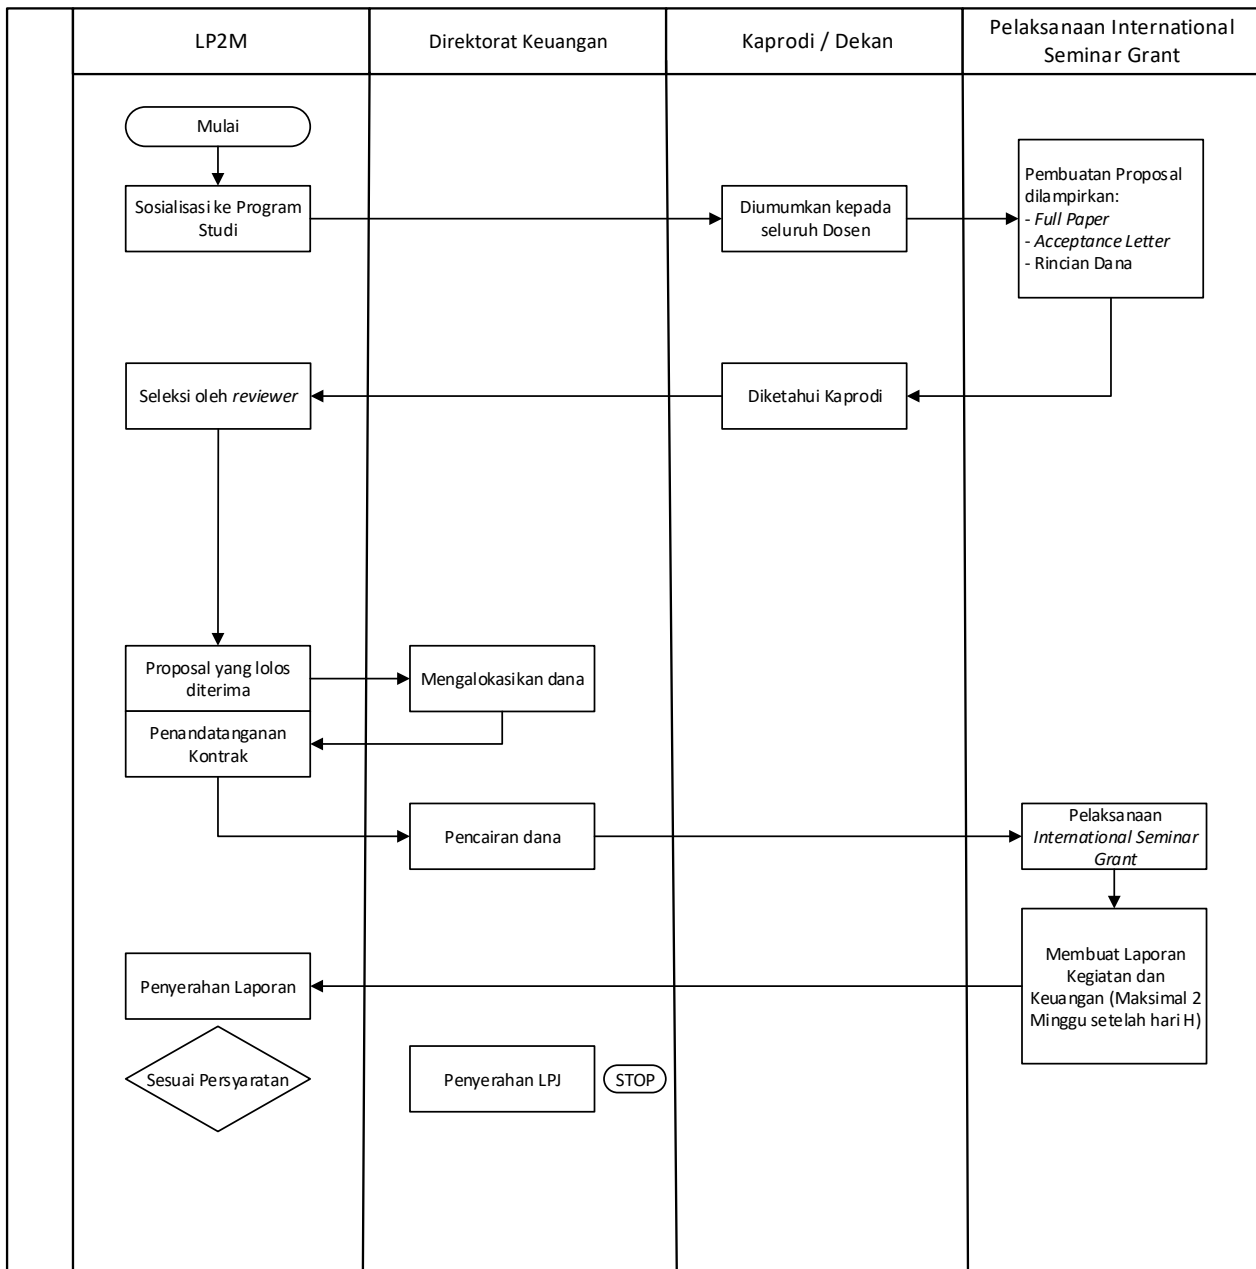 LP2M
Direktorat Keuangan
Kaprodi / Dekan
Pelaksanaan International
Seminar Grant
Mulai
Sosialisasi ke Program
Studi
Diumumkan kepada
seluruh Dosen
Pembuatan Proposal
dilampirkan:
- Full Paper
- Acceptance Letter
- Rincian Dana
Seleksi oleh reviewer
Diketahui Kaprodi
Proposal yang lolos
diterima
Mengalokasikan dana
Penandatanganan
Kontrak
Pencairan dana
Pelaksanaan
International Seminar
Grant
Penyerahan Laporan
Membuat Laporan
Kegiatan dan
Keuangan (Maksimal 2
Minggu setelah hari H)
Sesuai Persyaratan
Penyerahan LPJ
STOP